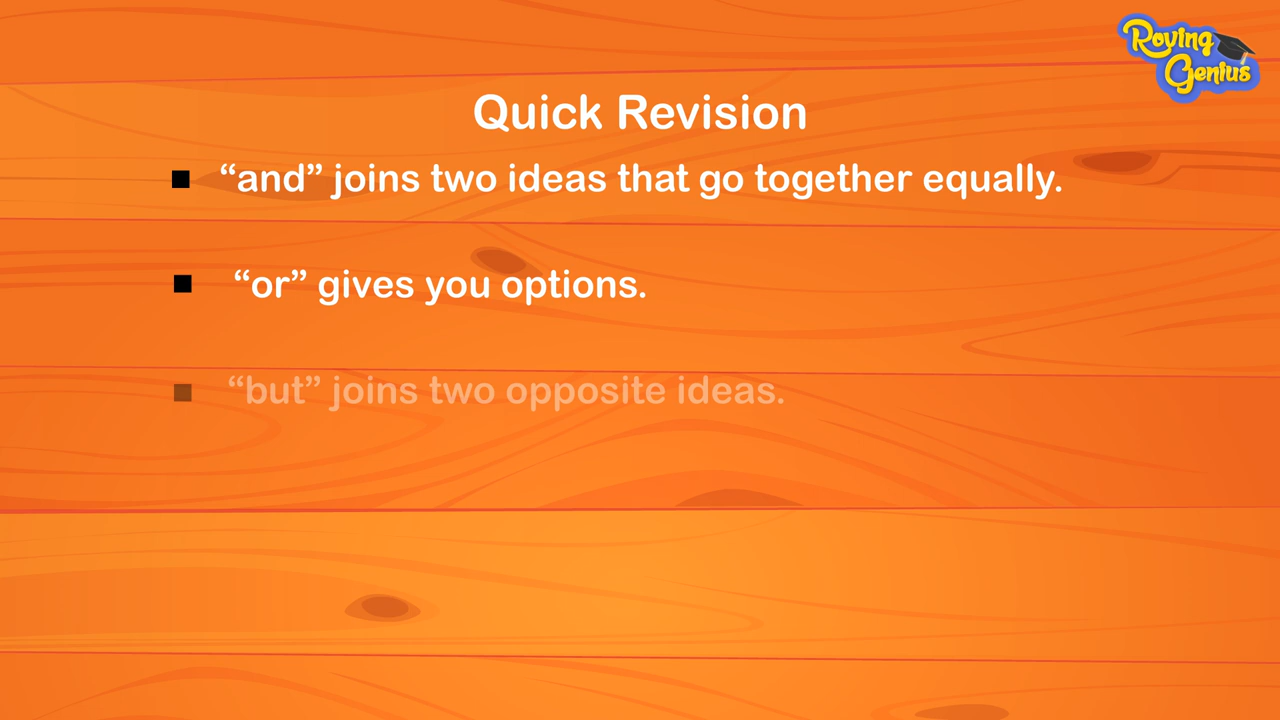 Roving
Genius
Quick Revision
“and” joins two ideas that go together equally.
“or” gives you options.
“but” joins two opposite ideas.